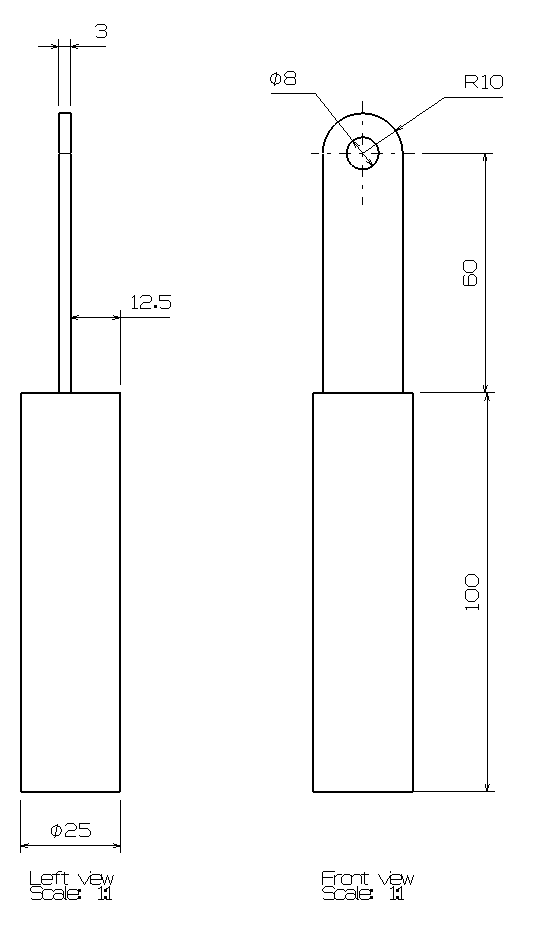 3
ϕ8
R10
12.5
60
100
ϕ25
Left view
Scale: 1:1
Front view
Scale: 1:1